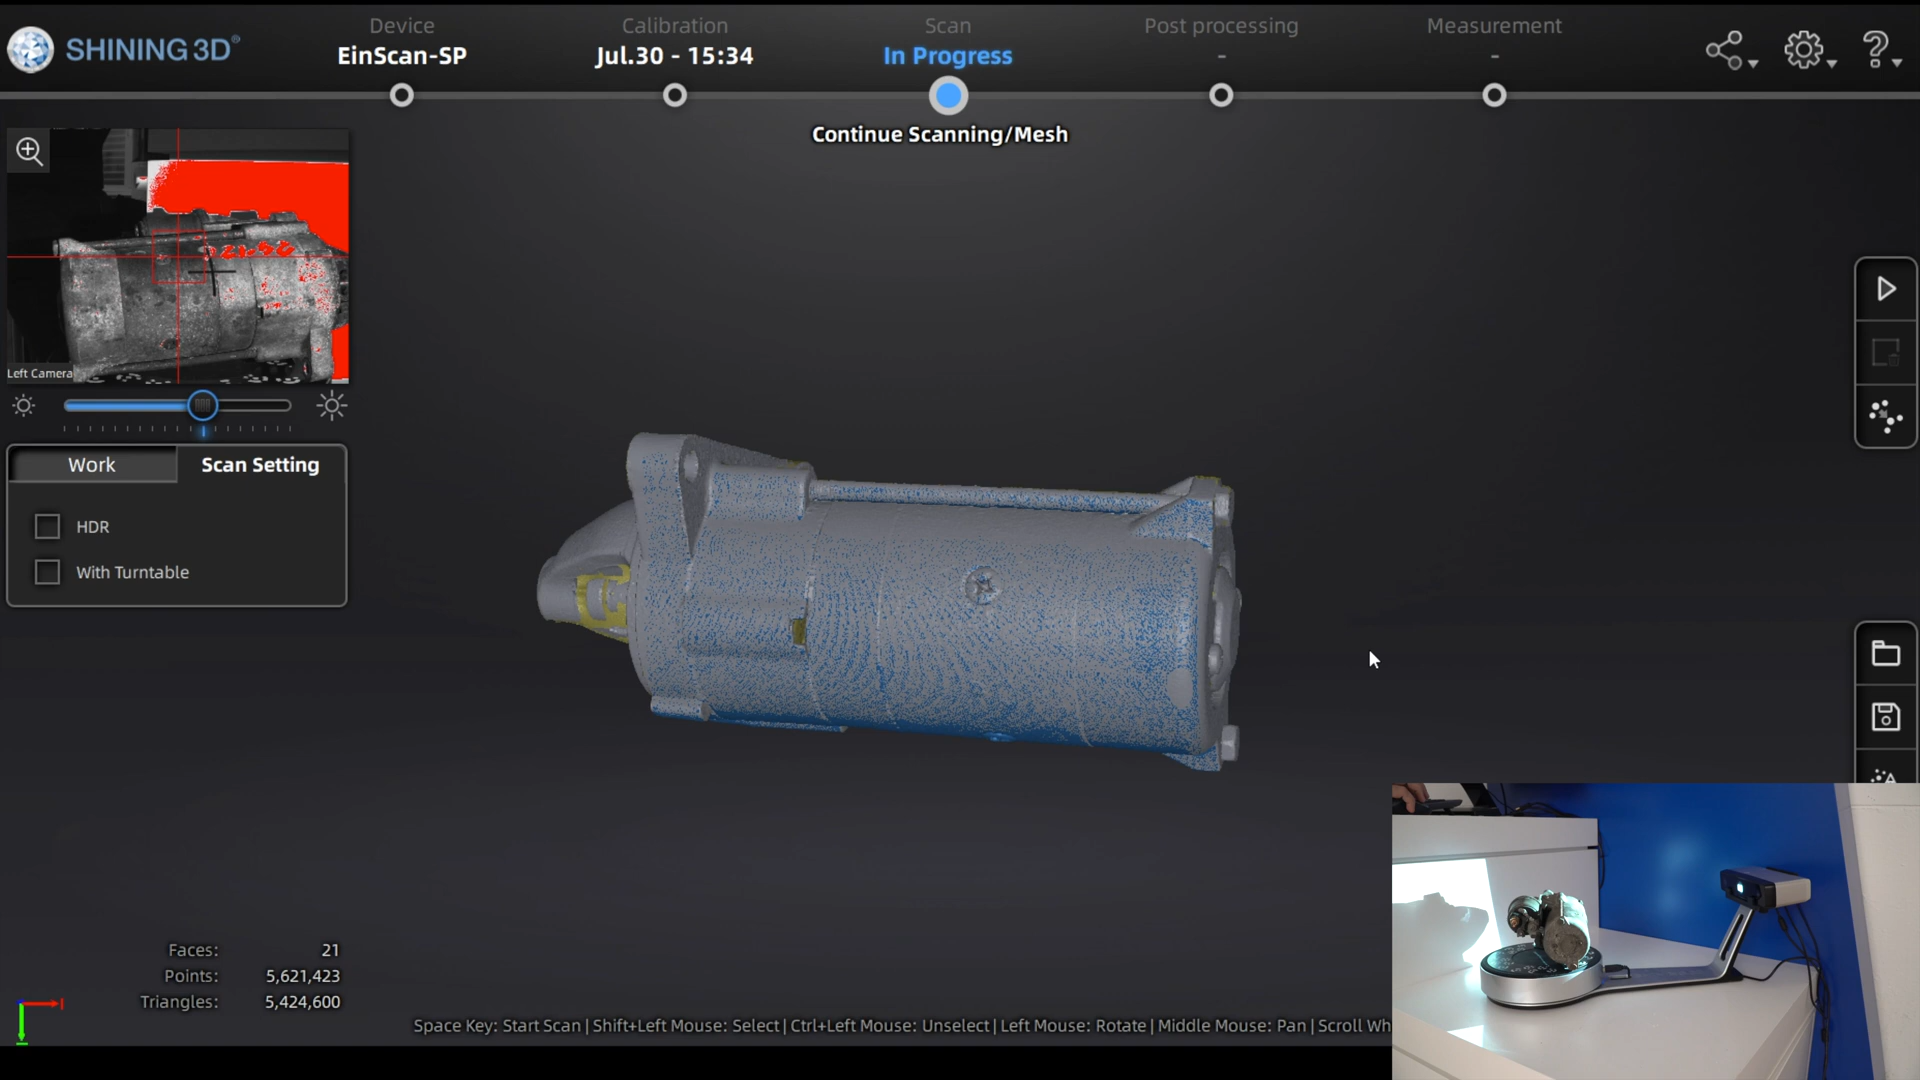 SHINING 3D®
Device
EinScan-SP
Calibration
Jul.30 - 15:34
Scan
In Progress
Post processing
-
Measurement
-
Continue Scanning/Mesh
Left Camera
Work
Scan Setting
HDR
With Turntable
Faces: 21
Points: 5,621,423
Triangles: 5,424,600
Space Key: Start Scan | Shift+Left Mouse: Select | Ctrl+Left Mouse: Unselect | Left Mouse: Rotate | Middle Mouse: Pan | Scroll Wh